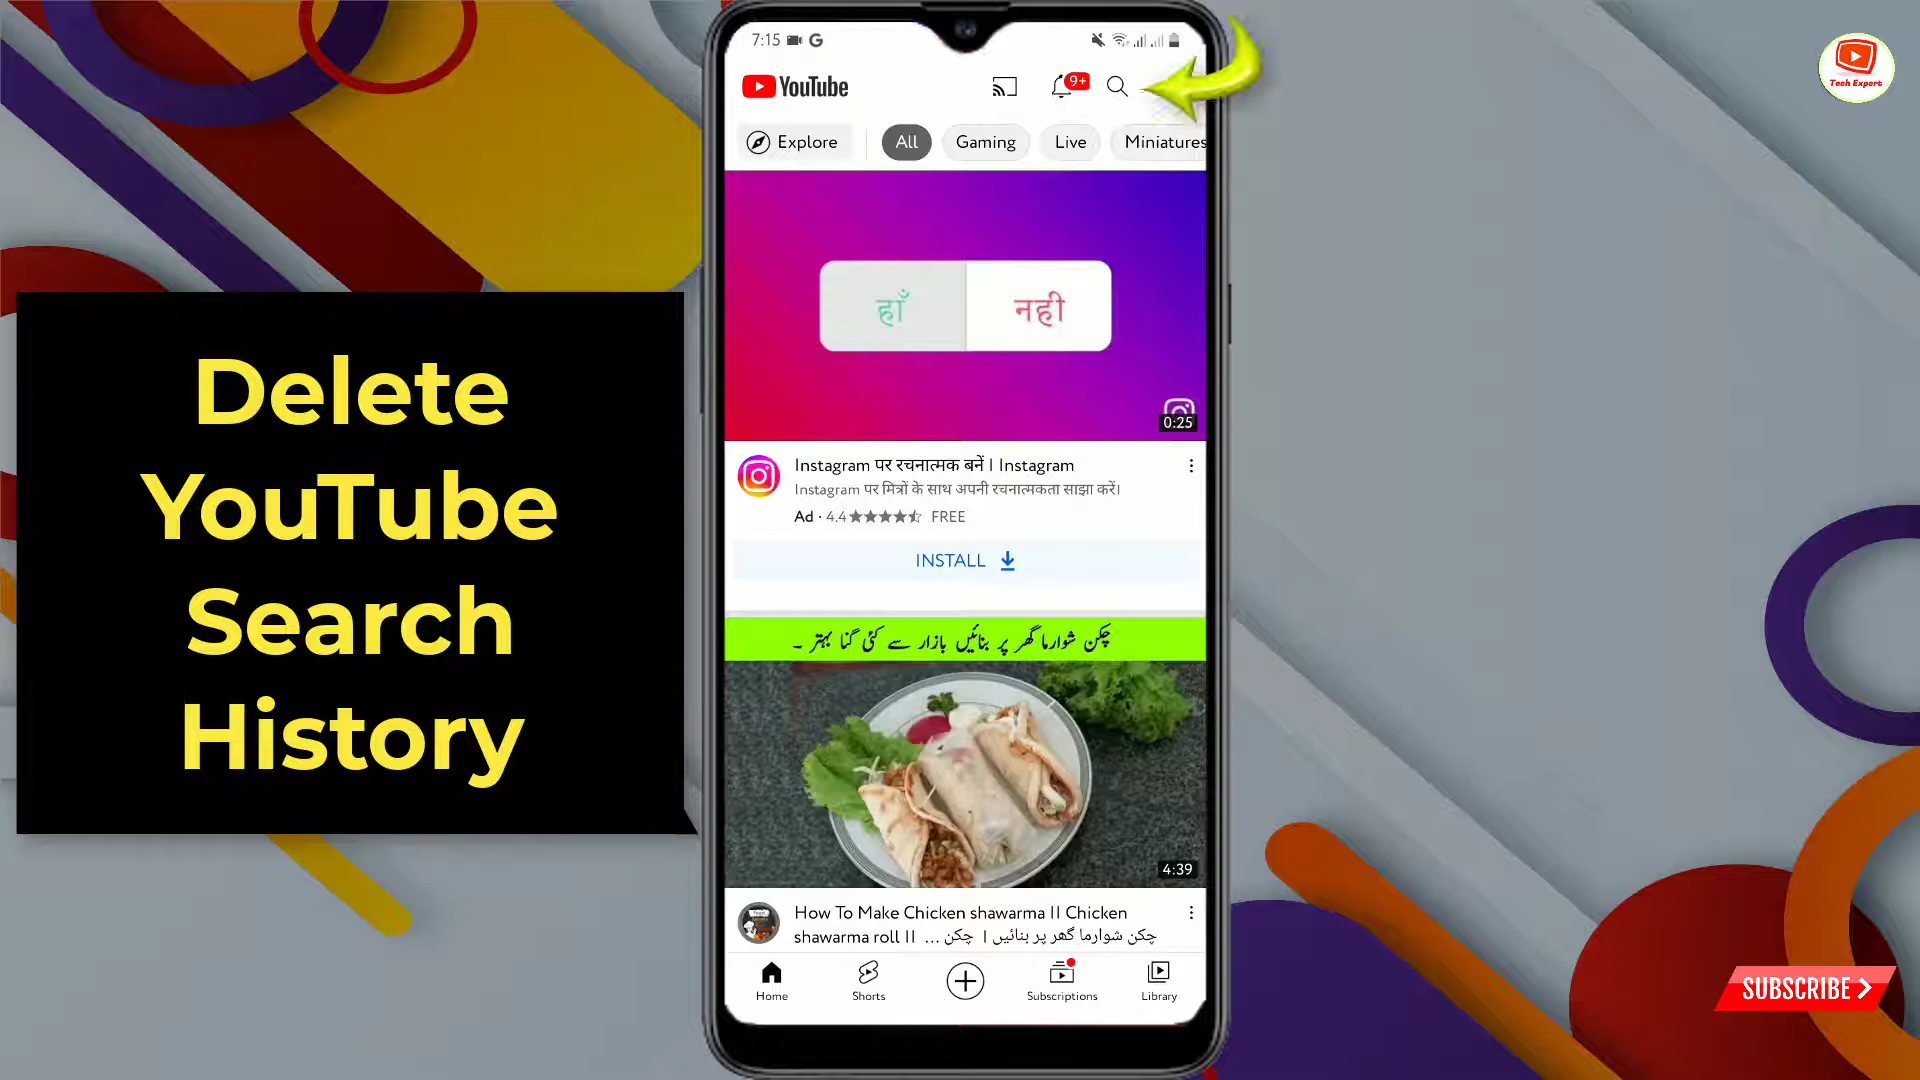 7:15
YouTube
9+
Explore
All
Gaming
Live
Miniatures
Tech Expert
हाँ
नही
0:25
Delete
YouTube
Search
History
Instagram पर रचनात्मक बनें | Instagram
Instagram पर मित्रों के साथ अपनी रचनात्मकता साझा करें।
Ad · 4.4 FREE
INSTALL
چکن شوارما گھر پر بنائیں بازار سے کئی گنا بہتر ۔
4:39
How To Make Chicken shawarma II Chicken
shawarma roll II ... چکن شوارما گھر پر بنائیں | چکن
Home
Shorts
Subscriptions
Library
SUBSCRIBE